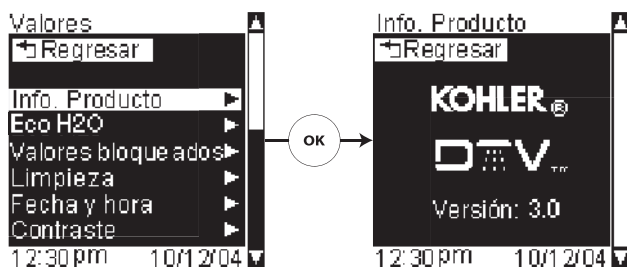 Valores
Regresar
Info. Producto
Eco H2O
Valores bloqueados
Limpieza
Fecha y hora
Contraste
12:30 pm 10/12/04
OK
Info. Producto
Regresar
KOHLER®
DTV™
Versión: 3.0
12:30 pm 10/12/04